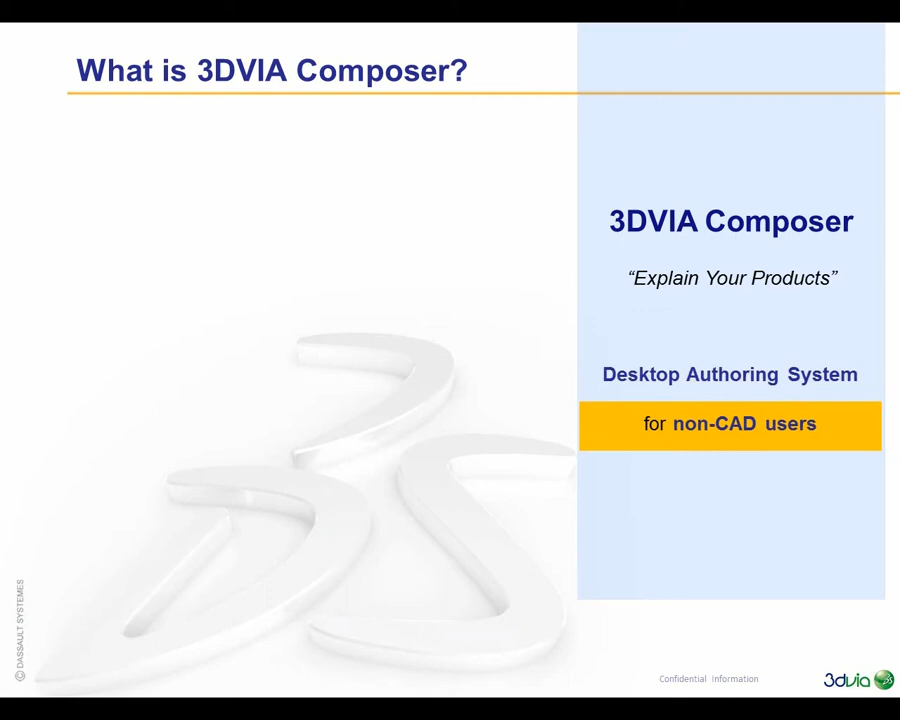 What is 3DVIA Composer?
3DVIA Composer
“Explain Your Products”
Desktop Authoring System
for non-CAD users
© DASSAULT SYSTEMES
Confidential Information
3dvia